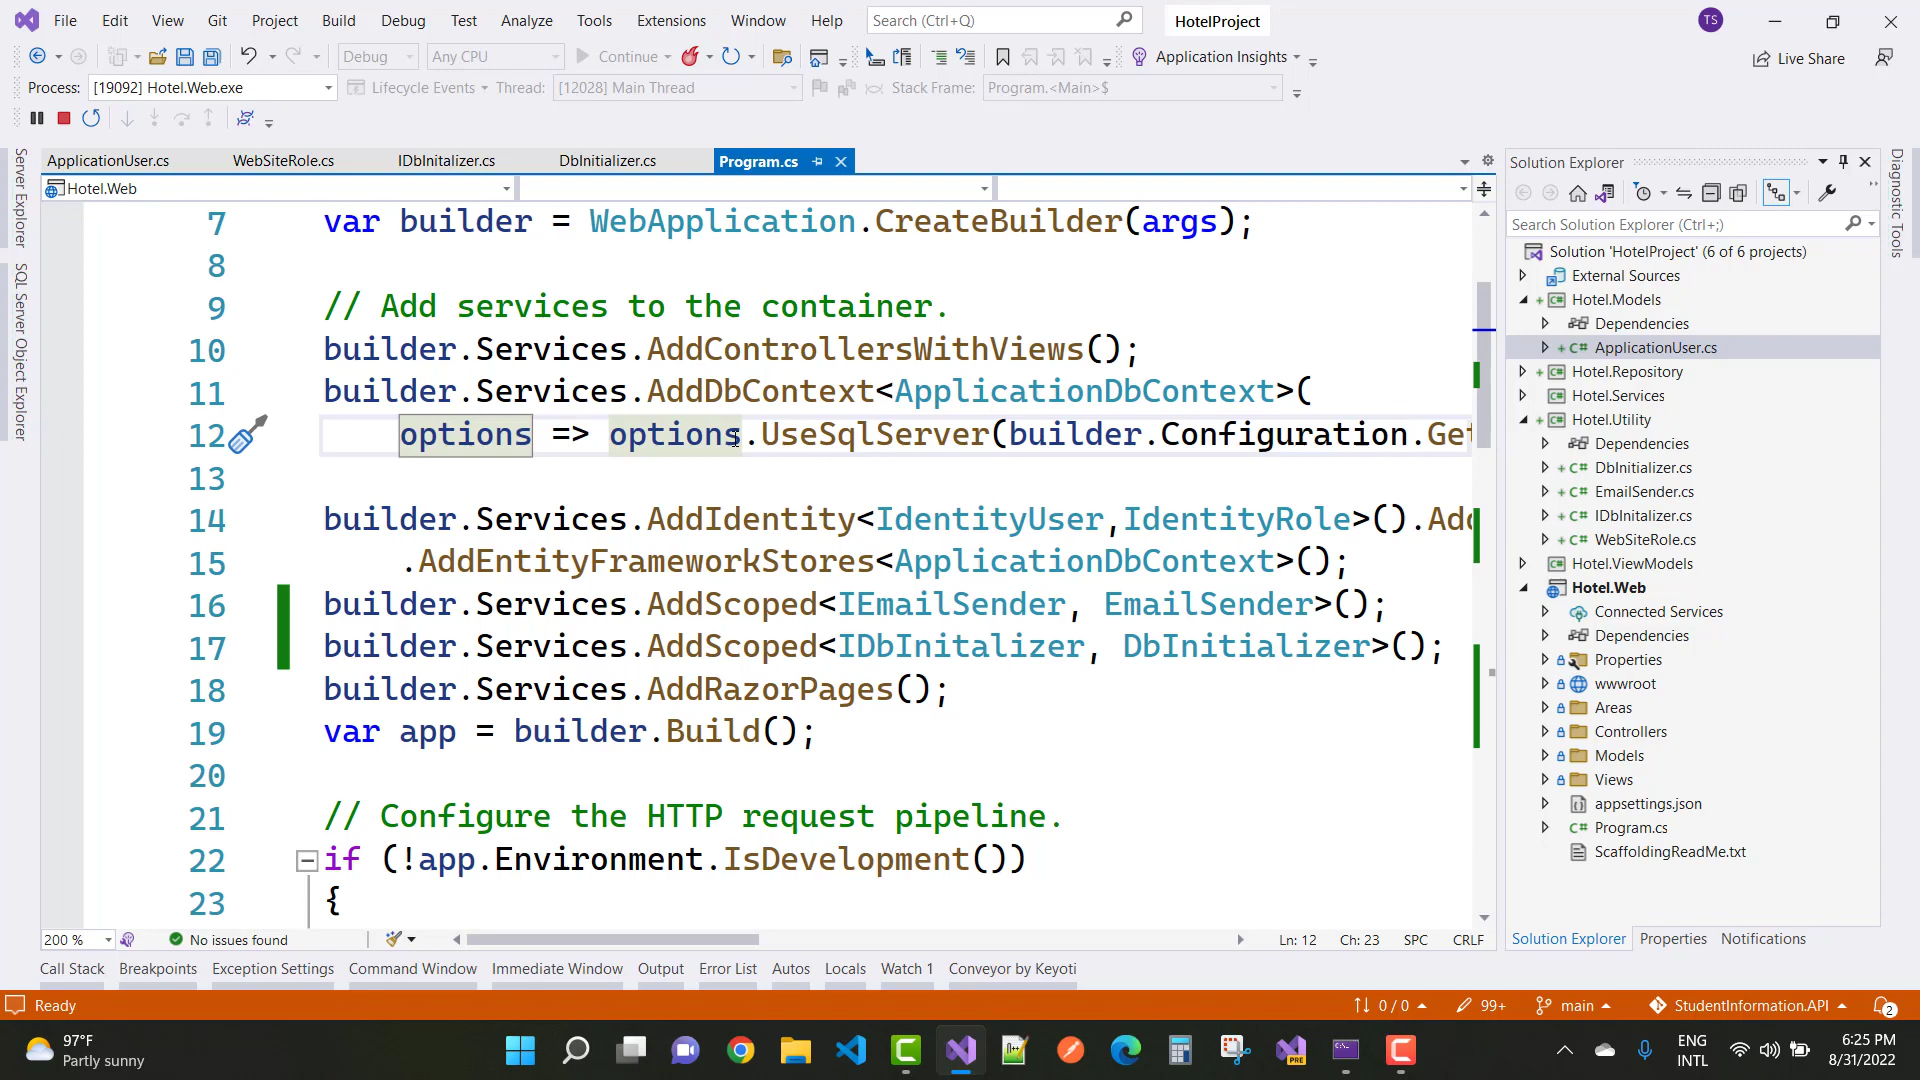 File Edit View Git Project Build Debug Test Analyze Tools Extensions Window Help Search (Ctrl+Q) HotelProject TS
Debug Any CPU Continue Application Insights Live Share
Process: [19092] Hotel.Web.exe Lifecycle Events Thread: [12028] Main Thread Stack Frame: Program.<Main>$
Server Explorer
SQL Server Object Explorer
ApplicationUser.cs WebSiteRole.cs IDbInitalizer.cs DbInitializer.cs Program.cs
Hotel.Web
7 var builder = WebApplication.CreateBuilder(args);
8
9 // Add services to the container.
10 builder.Services.AddControllersWithViews();
11 builder.Services.AddDbContext<ApplicationDbContext>(
12 options => options.UseSqlServer(builder.Configuration.Get
13
14 builder.Services.AddIdentity<IdentityUser,IdentityRole>().Add
15 .AddEntityFrameworkStores<ApplicationDbContext>();
16 builder.Services.AddScoped<IEmailSender, EmailSender>();
17 builder.Services.AddScoped<IDbInitalizer, DbInitializer>();
18 builder.Services.AddRazorPages();
19 var app = builder.Build();
20
21 // Configure the HTTP request pipeline.
22 if (!app.Environment.IsDevelopment())
23 {
200 % No issues found Ln: 12 Ch: 23 SPC CRLF
Solution Explorer
Search Solution Explorer (Ctrl+;)
Solution 'HotelProject' (6 of 6 projects)
External Sources
Hotel.Models
Dependencies
ApplicationUser.cs
Hotel.Repository
Hotel.Services
Hotel.Utility
Dependencies
DbInitializer.cs
EmailSender.cs
IDbInitalizer.cs
WebSiteRole.cs
Hotel.ViewModels
Hotel.Web
Connected Services
Dependencies
Properties
wwwroot
Areas
Controllers
Models
Views
appsettings.json
Program.cs
ScaffoldingReadMe.txt
Solution Explorer Properties Notifications
Diagnostic Tools
Call Stack Breakpoints Exception Settings Command Window Immediate Window Output Error List Autos Locals Watch 1 Conveyor by Keyoti
Ready 0 / 0 99+ main StudentInformation.API 2
97°F
Partly sunny
PRE
ENG
INTL
6:25 PM
8/31/2022